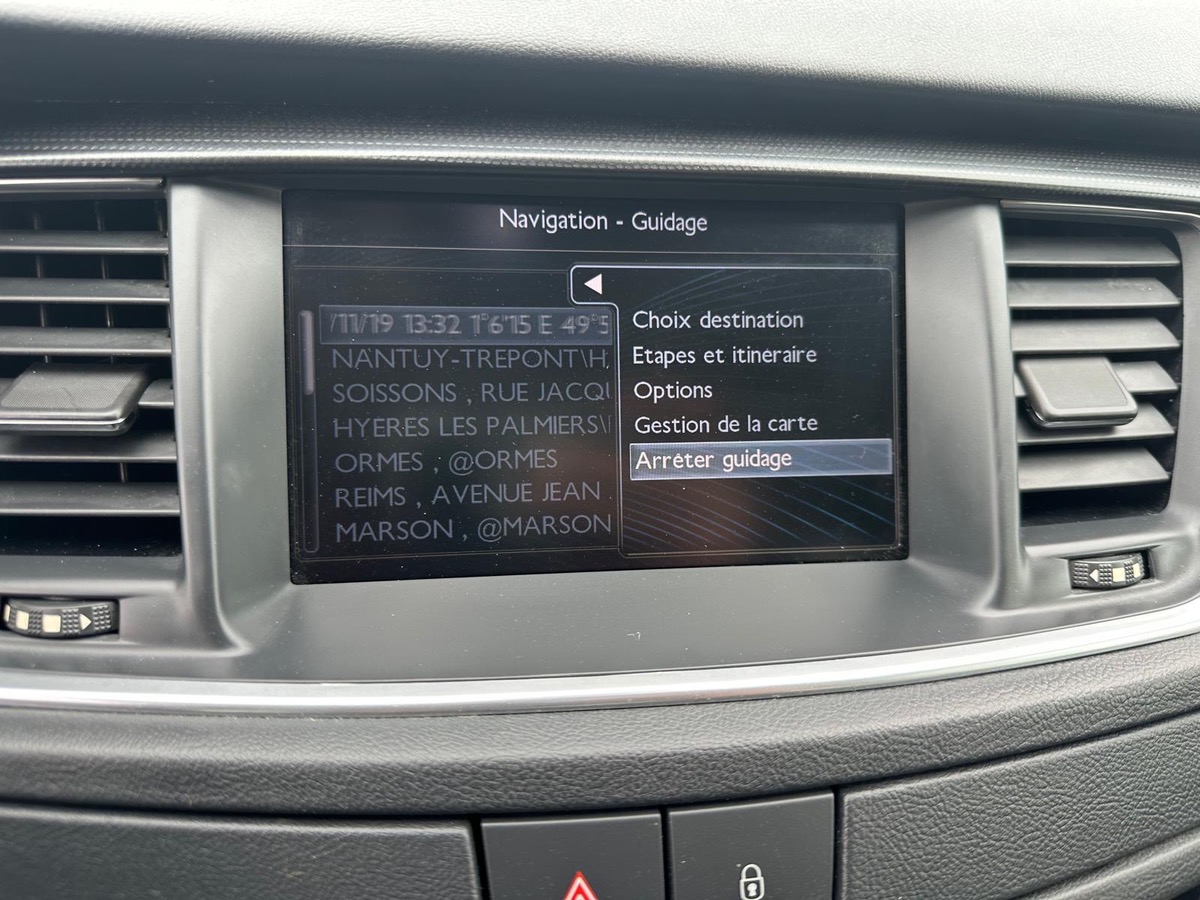 Navigation - Guidage
/11/19 13:32 1°6'15 E 49°5
NANTUY-TREPONT\H
SOISSONS , RUE JACQU
HYERES LES PALMIERS\
ORMES , @ORMES
REIMS , AVENUE JEAN
MARSON , @MARSON
Choix destination
Etapes et itinéraire
Options
Gestion de la carte
Arrêter guidage